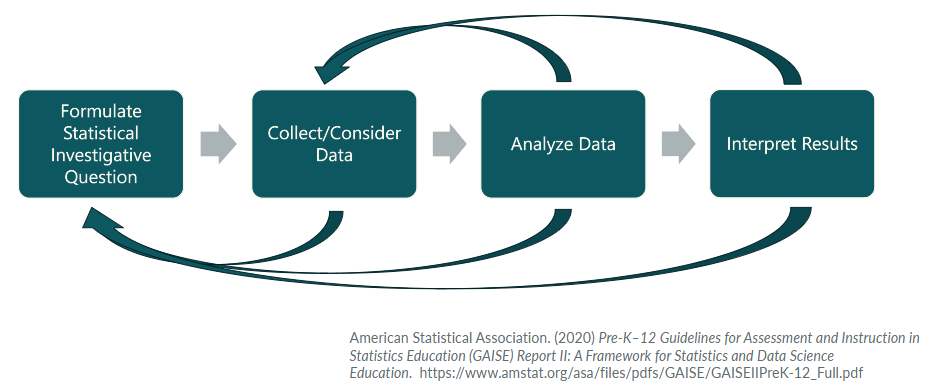 Formulate
Statistical
Investigative
Question
Collect/Consider
Data
Analyze Data
Interpret Results
American Statistical Association. (2020) Pre-K–12 Guidelines for Assessment and Instruction in
Statistics Education (GAISE) Report II: A Framework for Statistics and Data Science
Education. https://www.amstat.org/asa/files/pdfs/GAISE/GAISEIIPreK-12_Full.pdf